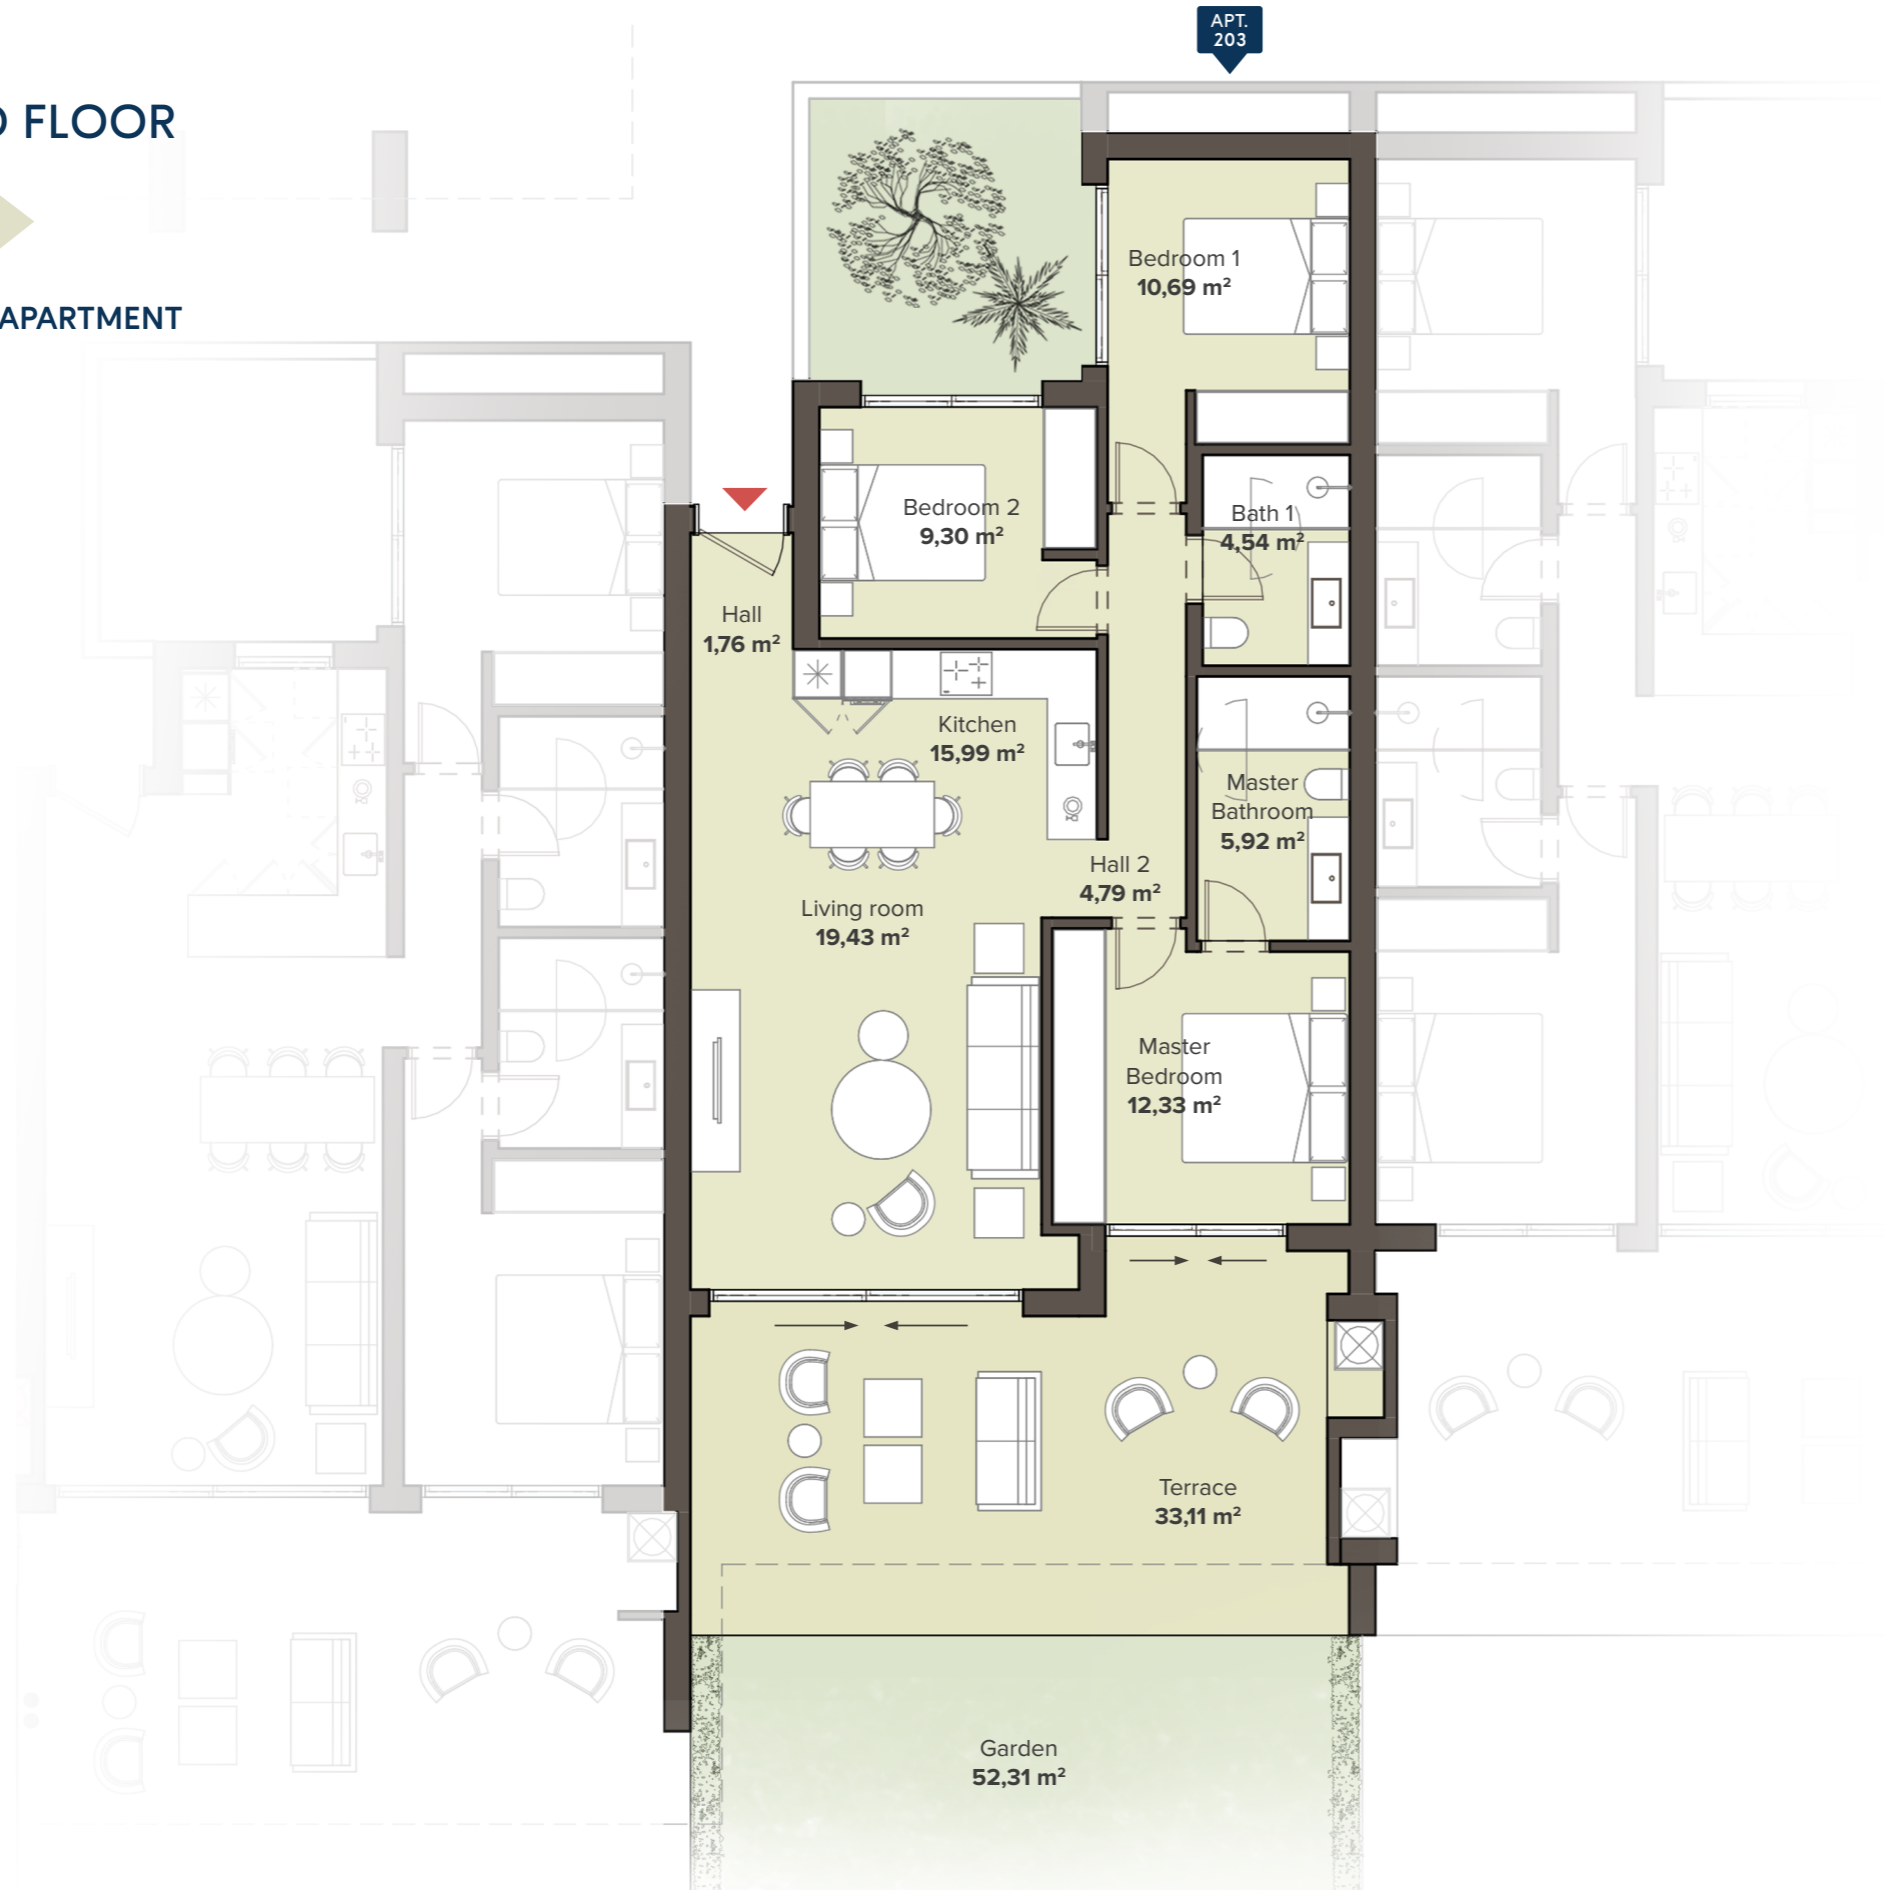 APT.
203
FLOOR
APARTMENT
Bedroom 1
10,69 m²
Bedroom 2
9,30 m²
Bath 1
4,54 m²
Hall
1,76 m²
Kitchen
15,99 m²
Master
Bathroom
5,92 m²
Hall 2
4,79 m²
Living room
19,43 m²
Master
Bedroom
12,33 m²
Terrace
33,11 m²
Garden
52,31 m²